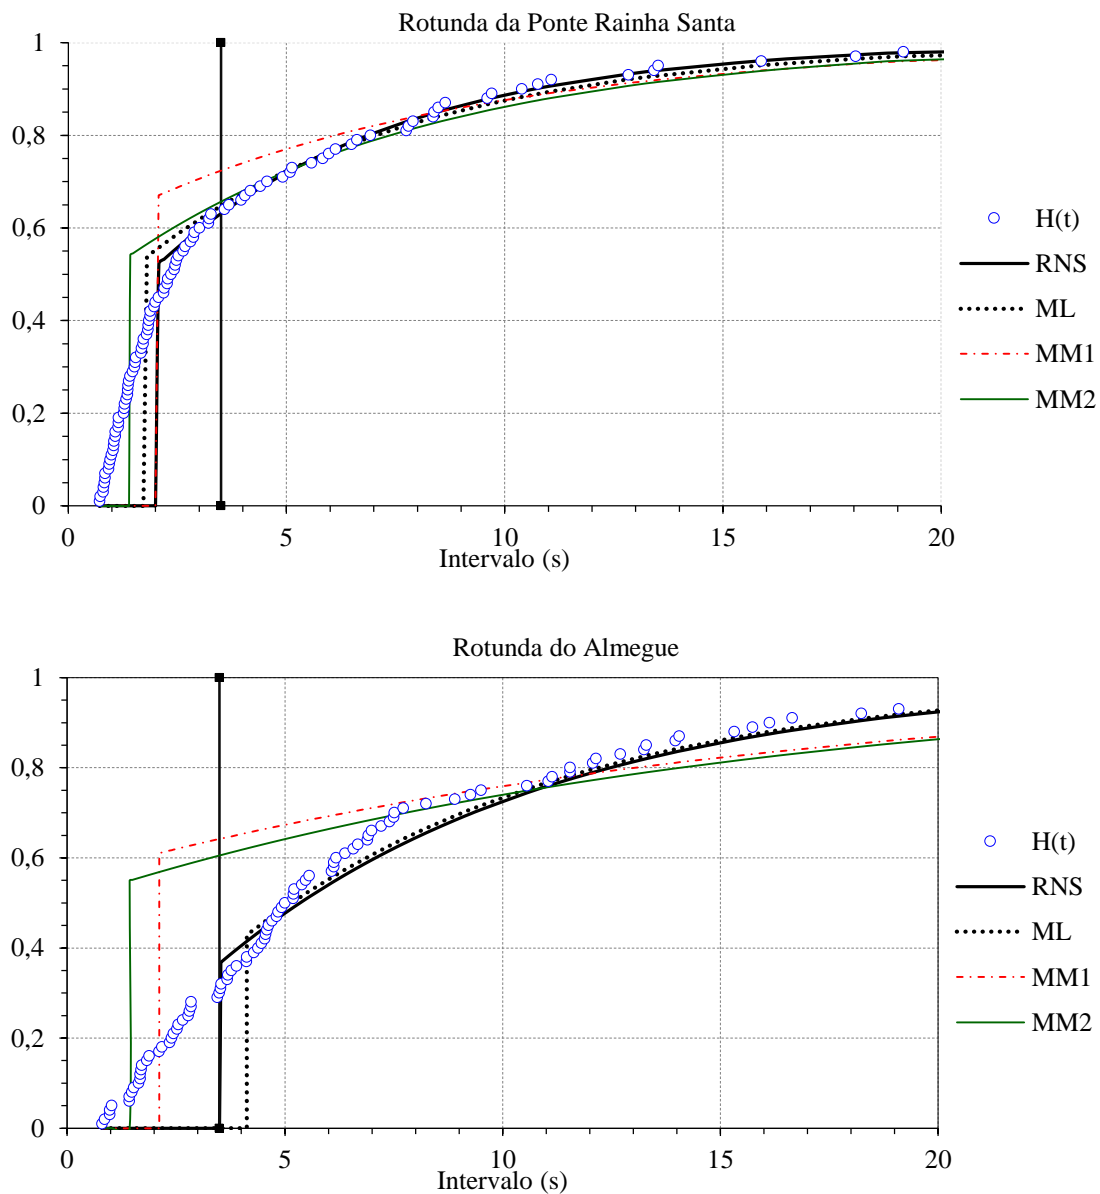 Rotunda da Ponte Rainha Santa
1
0,8
0,6
0,4
0,2
0
0 5 10 15 20
Intervalo (s)
H(t)
RNS
ML
MM1
MM2
Rotunda do Almegue
1
0,8
0,6
0,4
0,2
0
0 5 10 15 20
Intervalo (s)
H(t)
RNS
ML
MM1
MM2